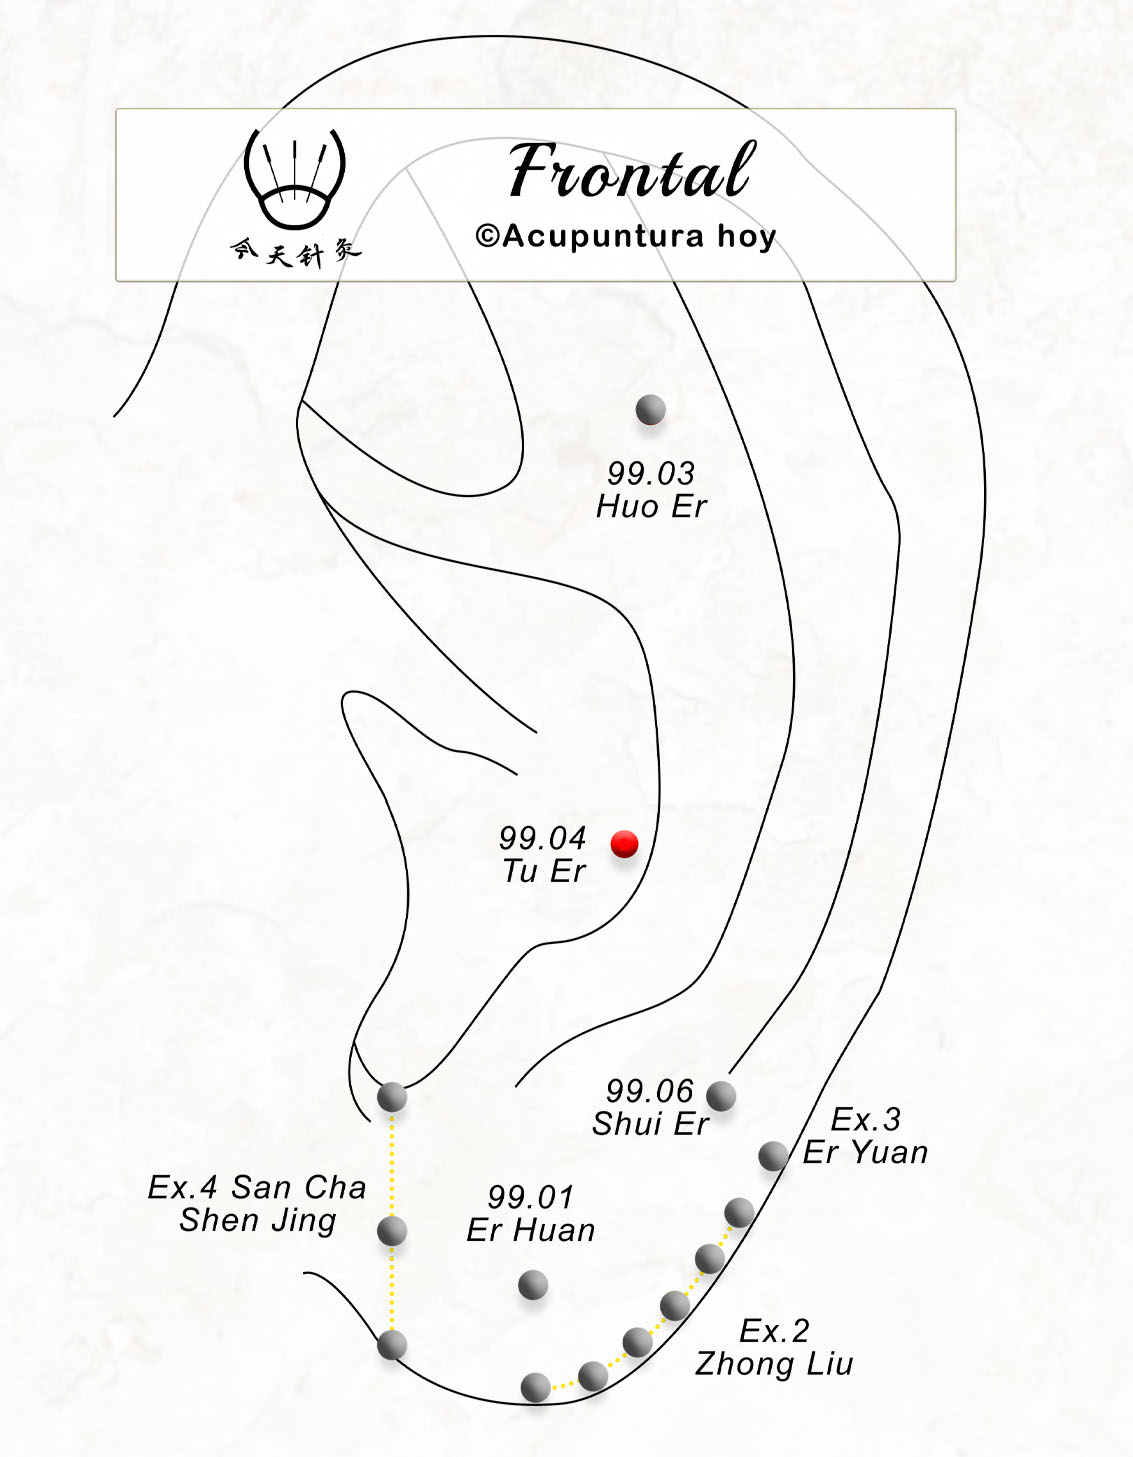 Frontal
©Acupuntura hoy
今天针灸
99.03
Huo Er
99.04
Tu Er
99.06
Shui Er
Ex.3
Er Yuan
Ex.4 San Cha
Shen Jing
99.01
Er Huan
Ex.2
Zhong Liu